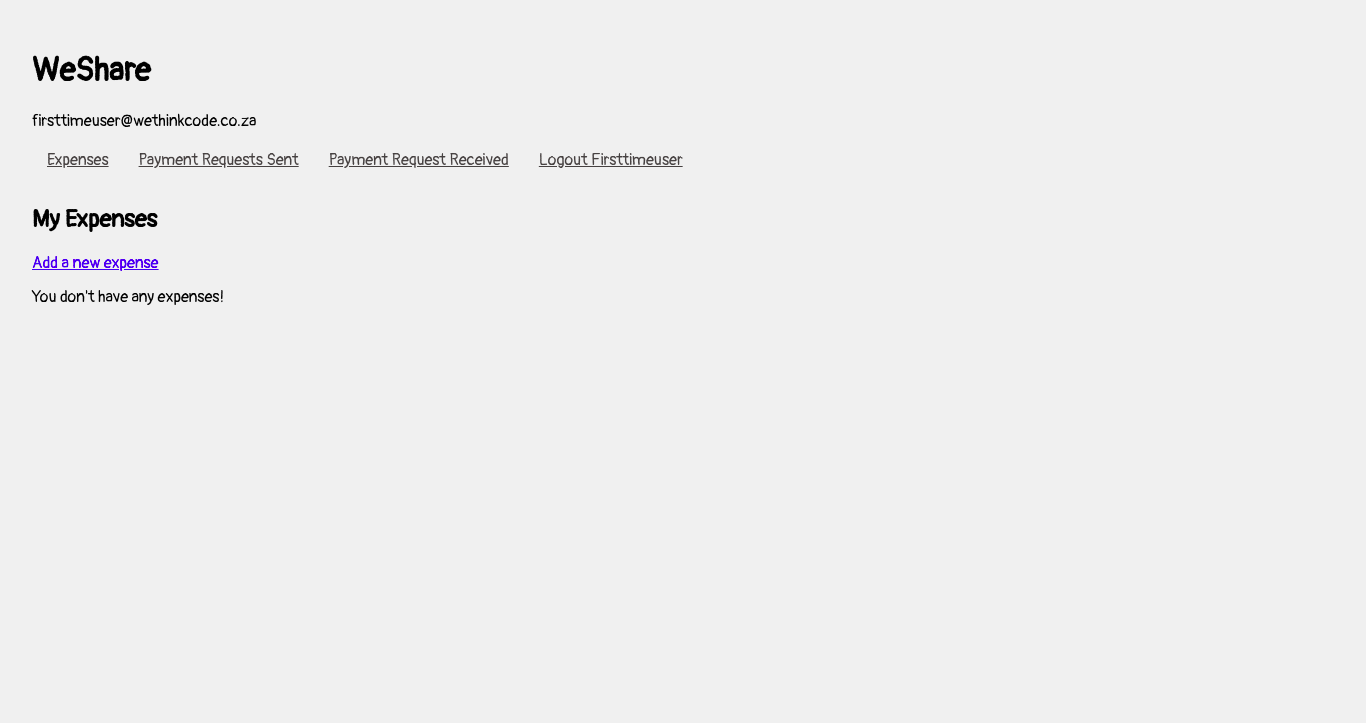 WeShare
firsttimeuser@wethinkcode.co.za
Expenses Payment Requests Sent Payment Request Received Logout Firsttimeuser
My Expenses
Add a new expense
You don't have any expenses!